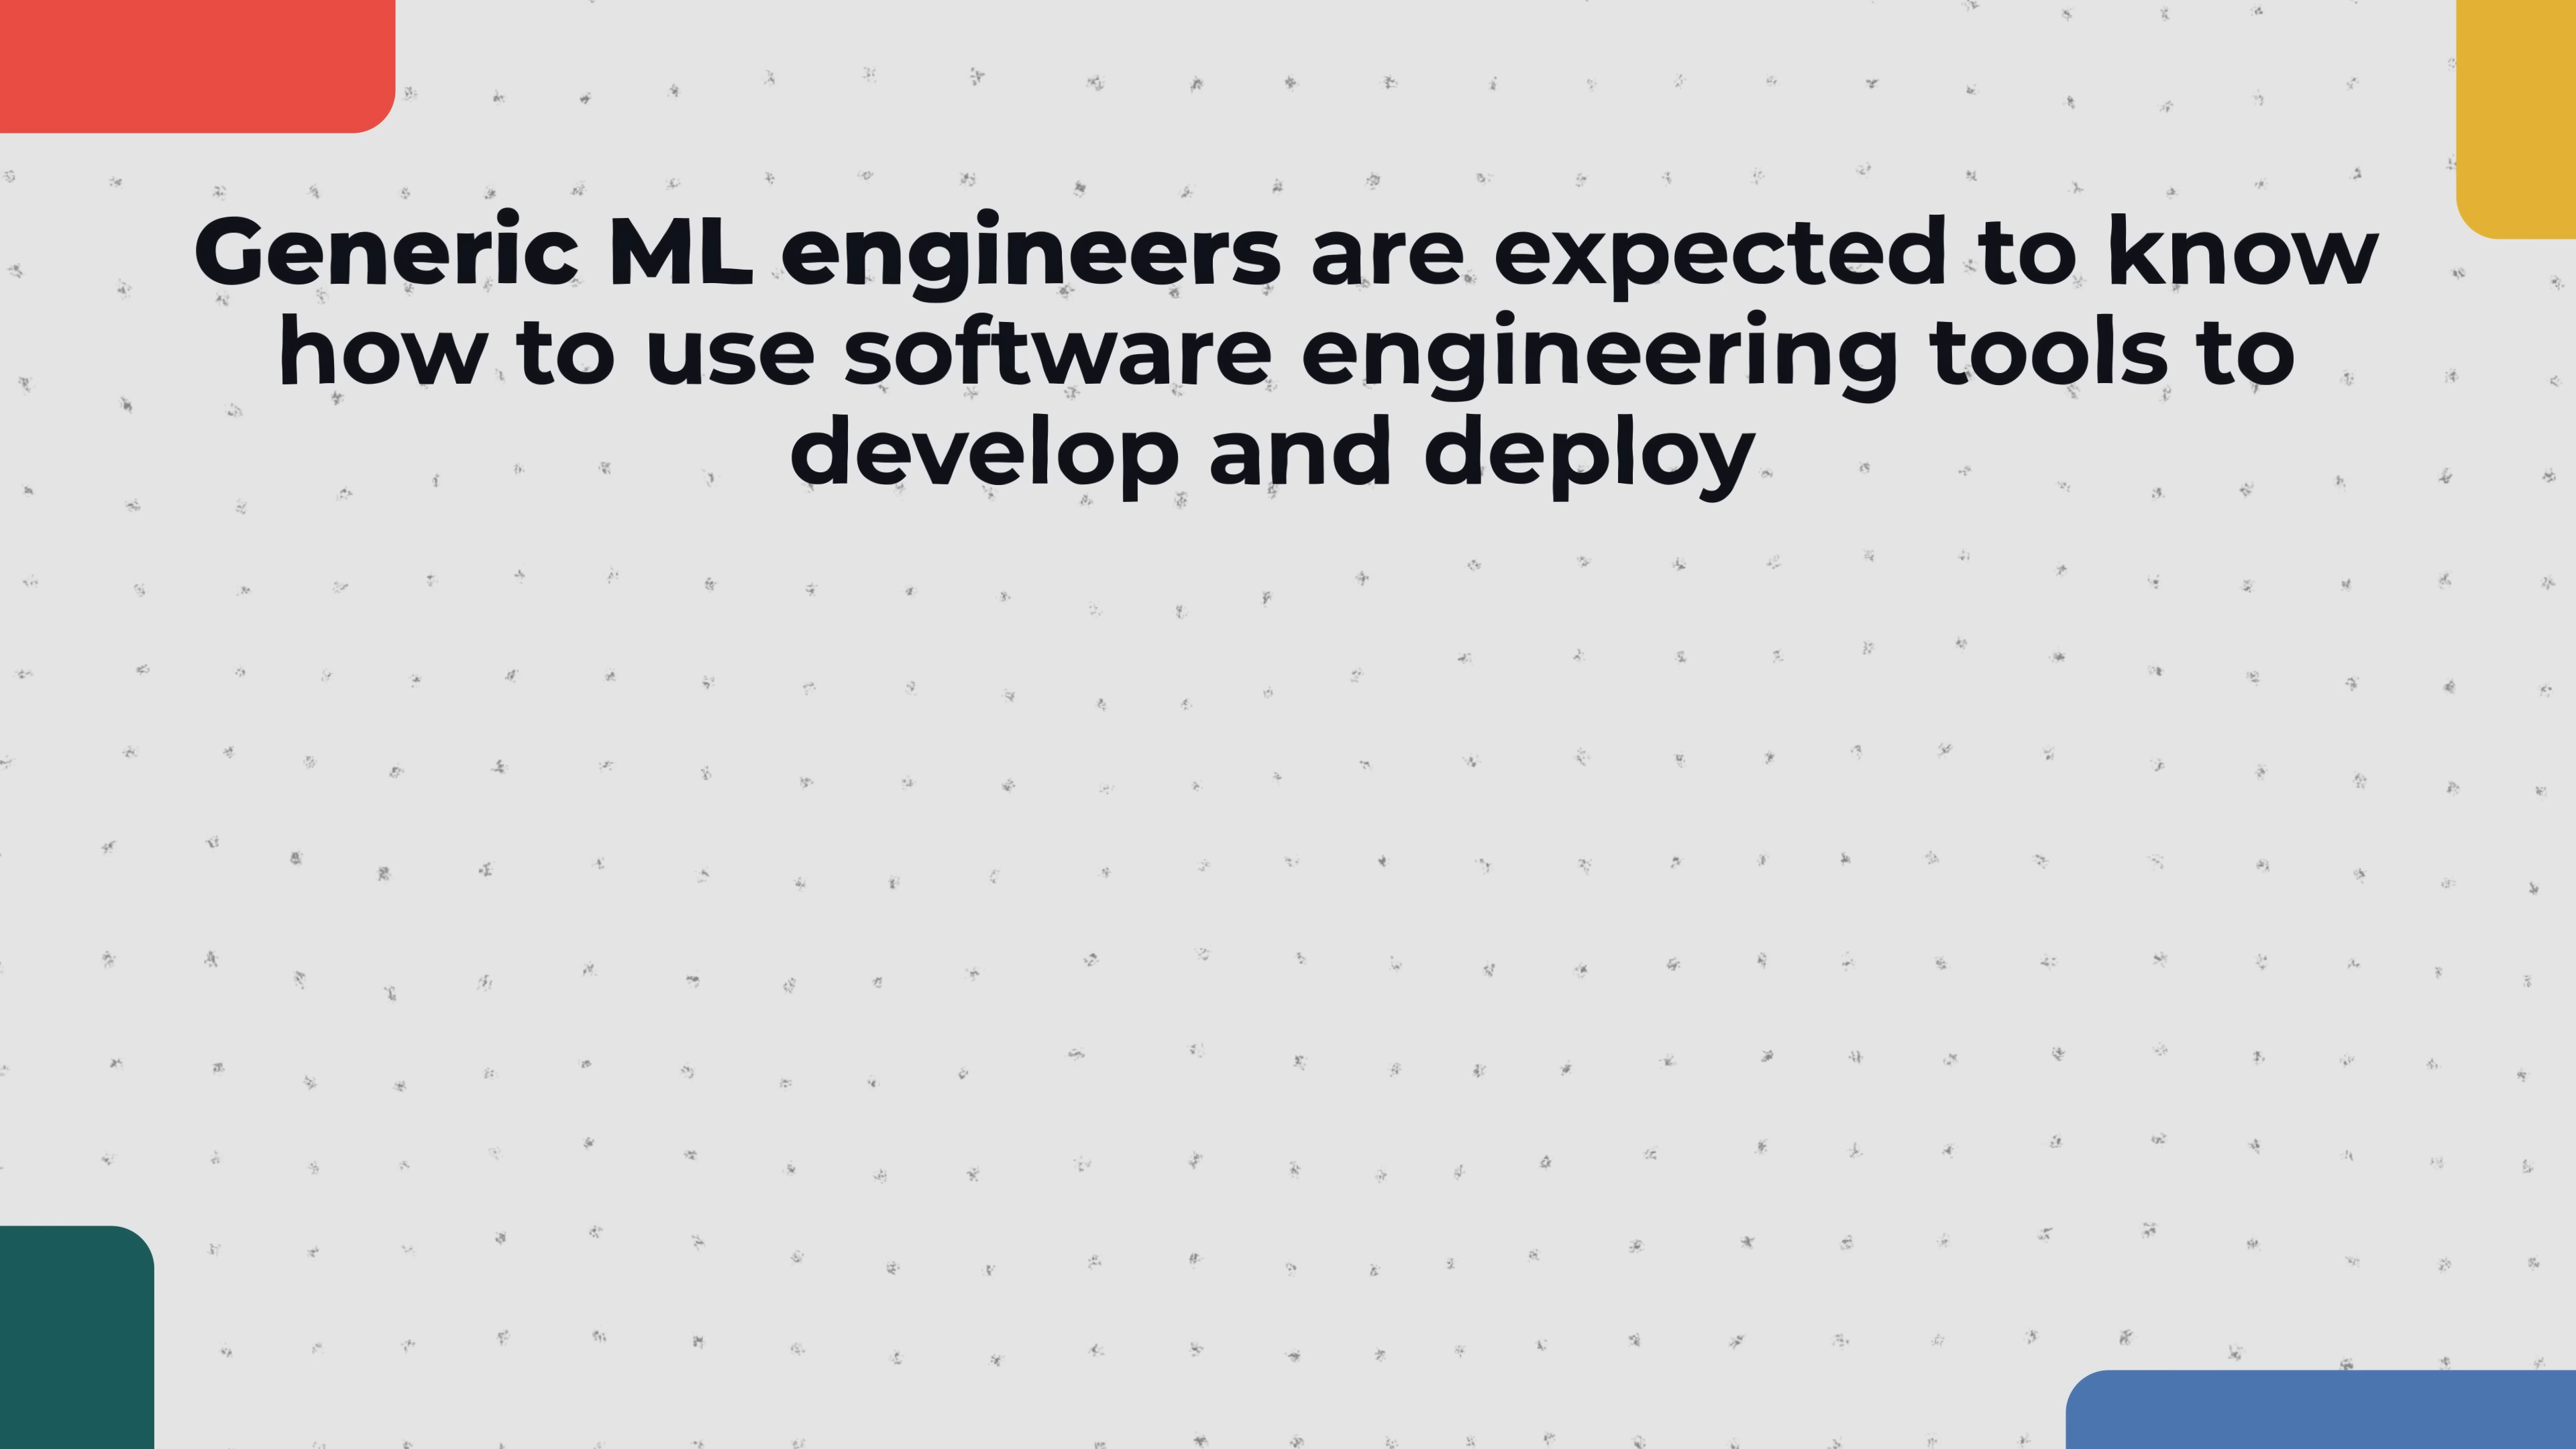 Generic ML engineers are expected to know
how to use software engineering tools to
develop and deploy